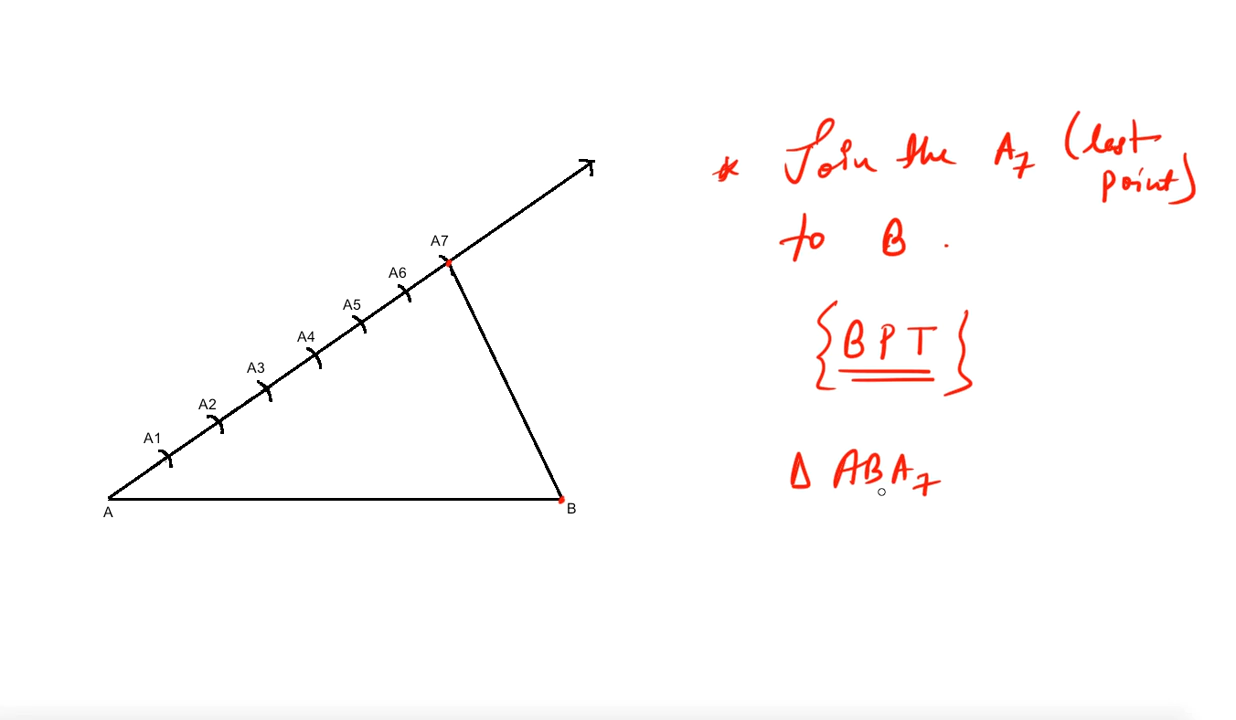 A7
A6
A5
A4
A3
A2
A1
A
B
* Join the A7 (last
point)
to B.
{BPT}
Δ ABA7